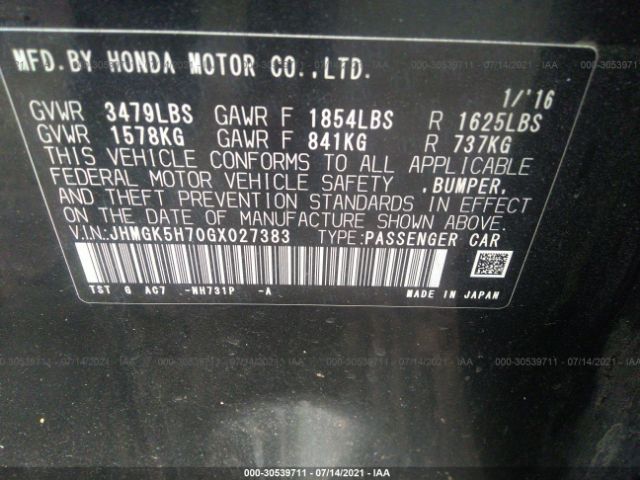 000-30539711 - 07/14/2021 - IAA
MFD.BY HONDA MOTOR CO.,LTD.
1/'16
GVWR 3479LBS GAWR F 1854LBS R 1625LBS
GVWR 1578KG GAWR F 841KG R 737KG
THIS VEHICLE CONFORMS TO ALL APPLICABLE
FEDERAL MOTOR VEHICLE SAFETY ,BUMPER,
AND THEFT PREVENTION STANDARDS IN EFFECT
ON THE DATE OF MANUFACTURE SHOWN ABOVE.
V.I.N:JHMGK5H70GX027383 TYPE:PASSENGER CAR
TST G AC7 -NH731P -A MADE IN JAPAN
000-30539711 - 07/14/2021 - IAA
000-30539711 - 07/14/2021 - IAA